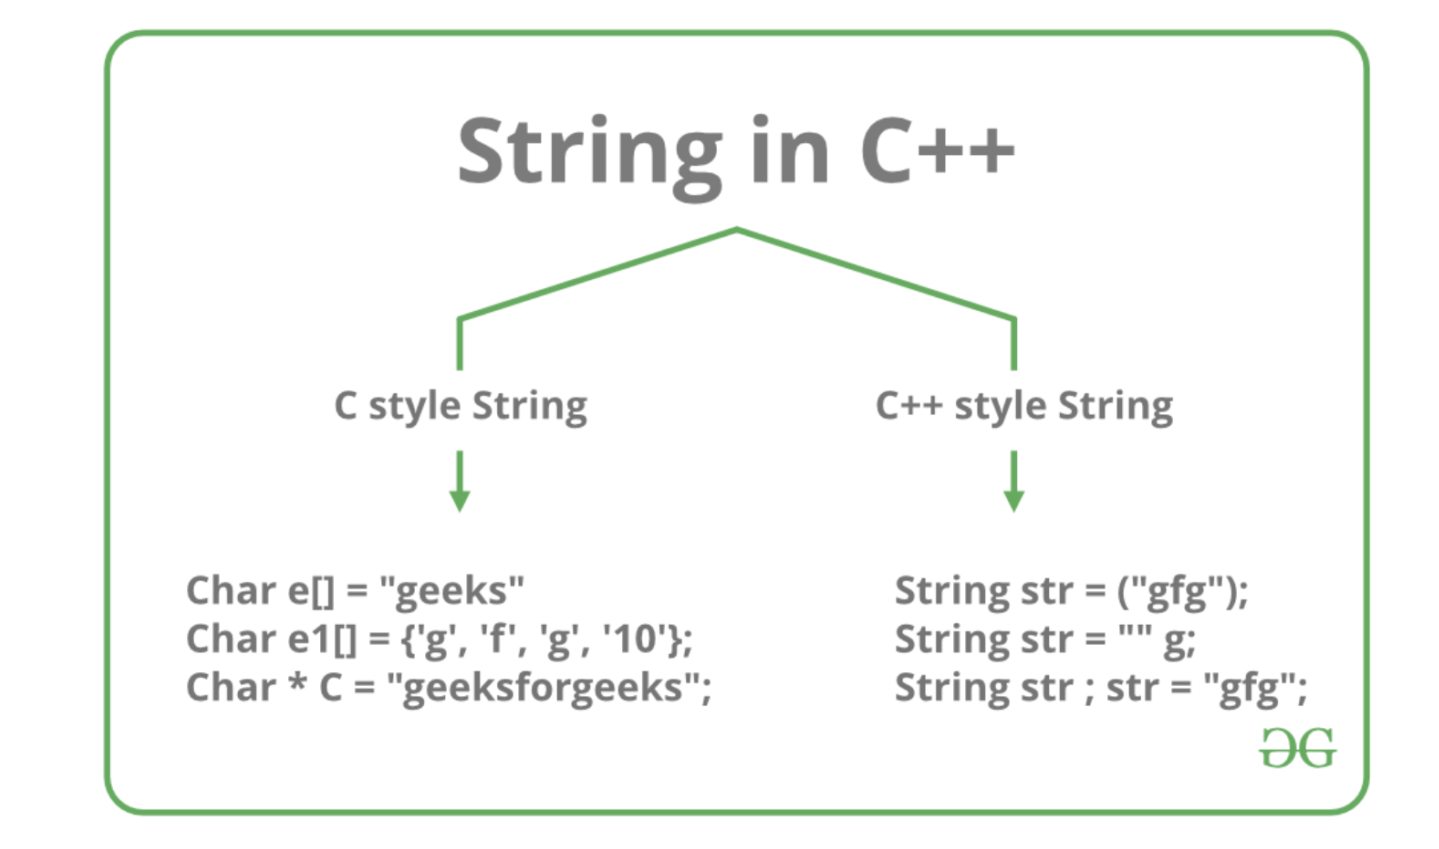 String in C++
C style String
C++ style String
Char e[] = "geeks"
Char e1[] = {'g', 'f', 'g', '10'};
Char * C = "geeksforgeeks";
String str = ("gfg");
String str = "" g;
String str ; str = "gfg";